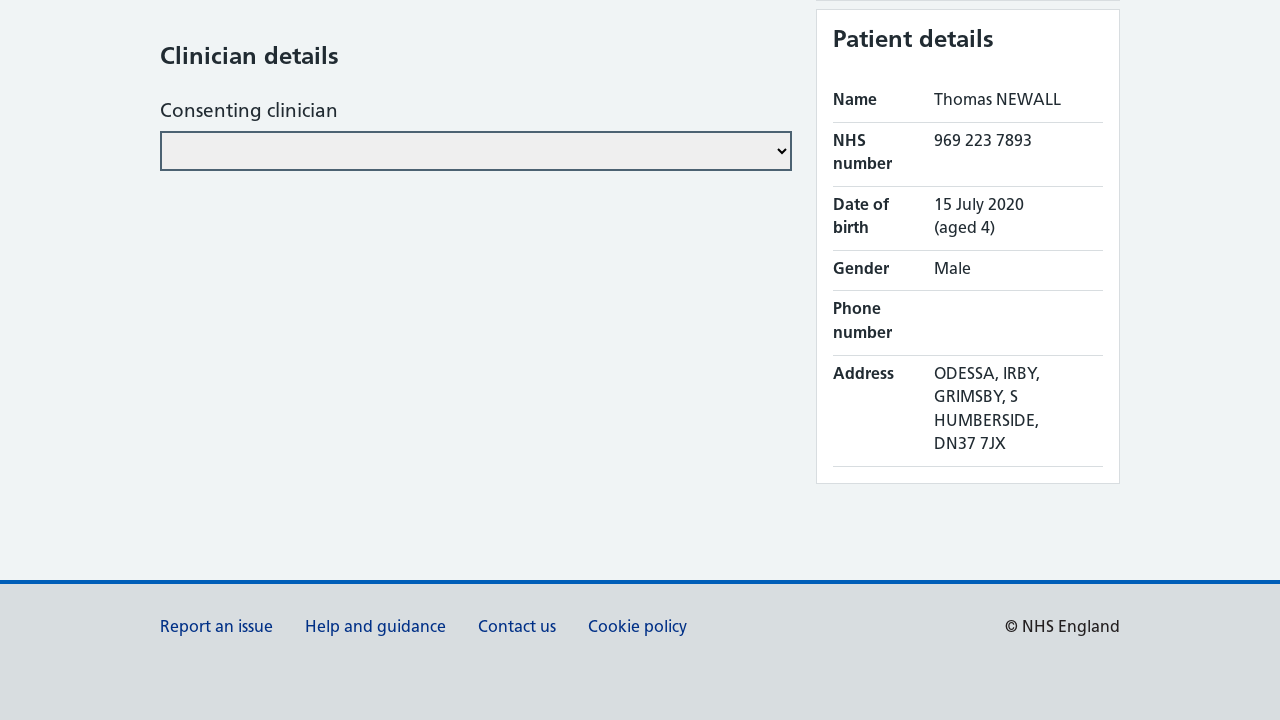 Clinician details
Consenting clinician
Patient details
Name Thomas NEWALL
NHS number 969 223 7893
Date of birth 15 July 2020 (aged 4)
Gender Male
Phone number
Address ODESSA, IRBY,
GRIMSBY, S
HUMBERSIDE,
DN37 7JX
Report an issue Help and guidance Contact us Cookie policy © NHS England